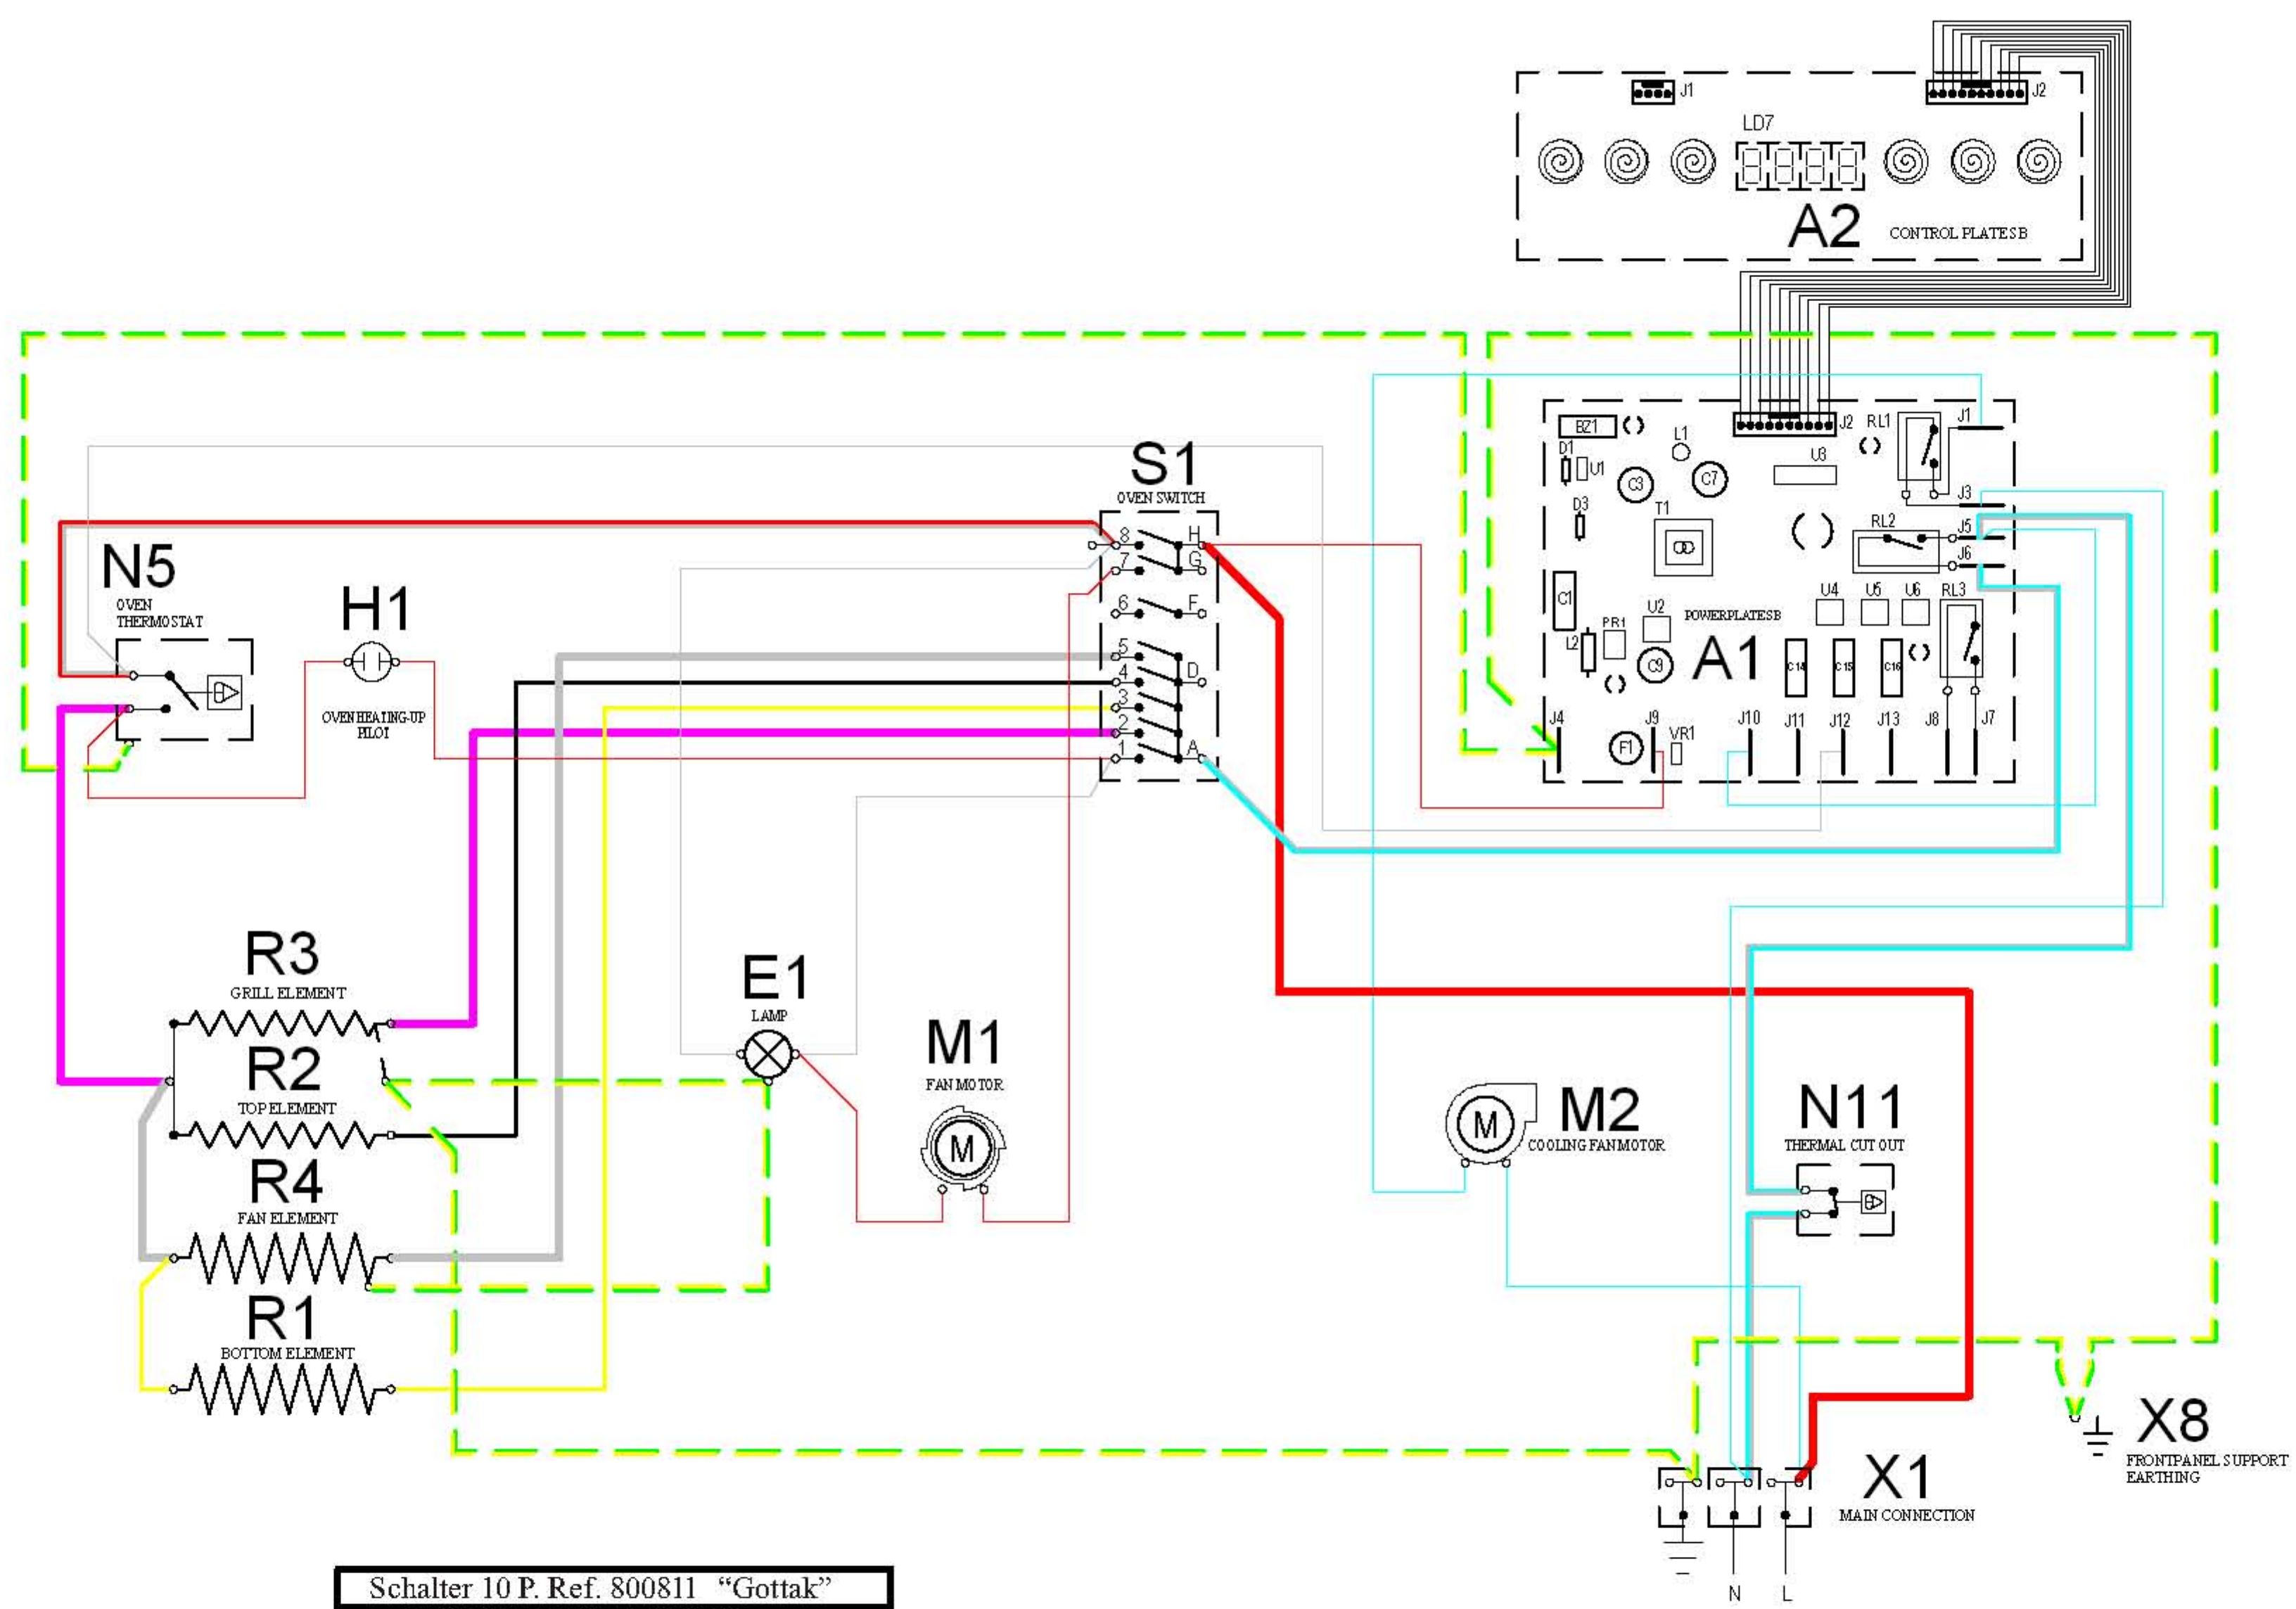 J1
J2
LD7
A2
CONTROL PLATESB
S1
OVEN SWITCH
8
H
7
G
6
F
5
4
D
3
2
1
A
N5
OVEN
THERMOSTAT
H1
OVEN HEATING-UP
PILOT
BZ1
J2
RL1
J1
D1
U1
L1
C3
C7
U3
D3
T1
J3
RL2
J5
J6
C1
U2
POWERPLATESB
U4
U5
U6
RL3
L2
PR1
C9
A1
C14
C15
C16
J4
F1
J9
VR1
J10
J11
J12
J13
J8
J7
R3
GRILL ELEMENT
R2
TOP ELEMENT
R4
FAN ELEMENT
R1
BOTTOM ELEMENT
E1
LAMP
M1
FAN MOTOR
M
M
M2
COOLING FAN MOTOR
N11
THERMAL CUT OUT
X8
FRONTPANEL SUPPORT
EARTHING
X1
MAIN CONNECTION
N
L
Schalter 10 P. Ref. 800811 “Gottak”